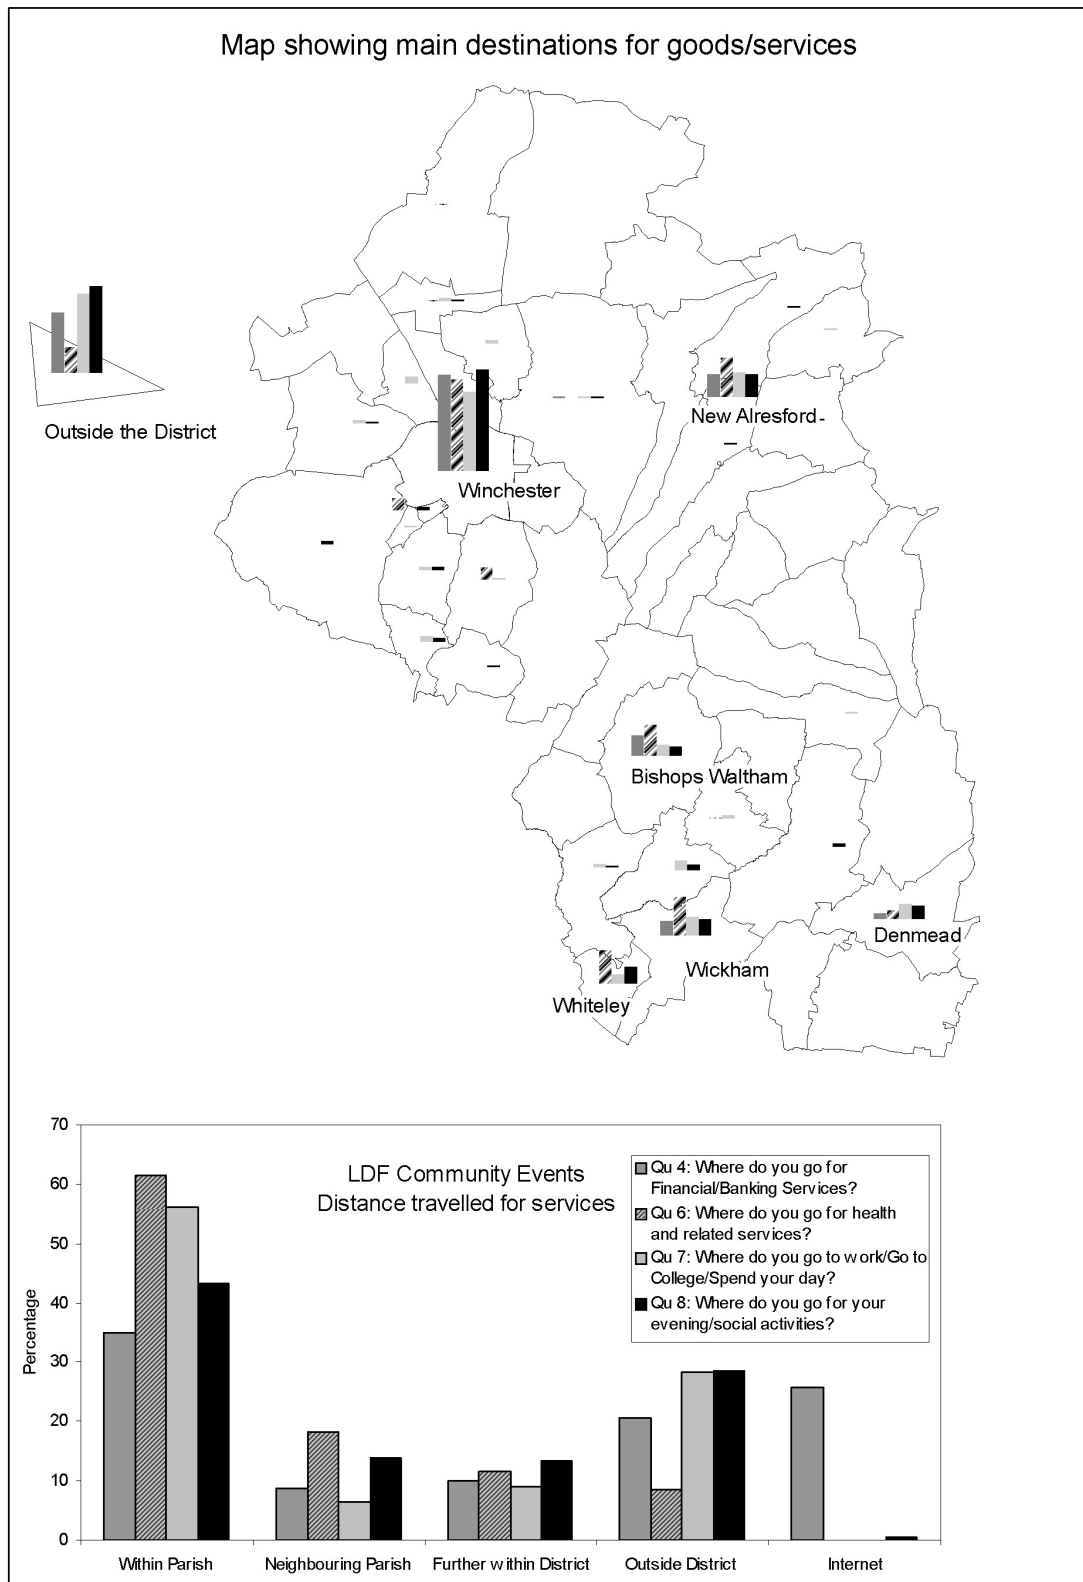 Map showing main destinations for goods/services
Outside the District
New Alresford
Winchester
Bishops Waltham
Denmead
Wickham
Whiteley
LDF Community Events
Distance travelled for services
Qu 4: Where do you go for
Financial/Banking Services?
Qu 6: Where do you go for health
and related services?
Qu 7: Where do you go to work/Go to
College/Spend your day?
Qu 8: Where do you go for your
evening/social activities?
Percentage
70
60
50
40
30
20
10
0
Within Parish
Neighbouring Parish
Further within District
Outside District
Internet